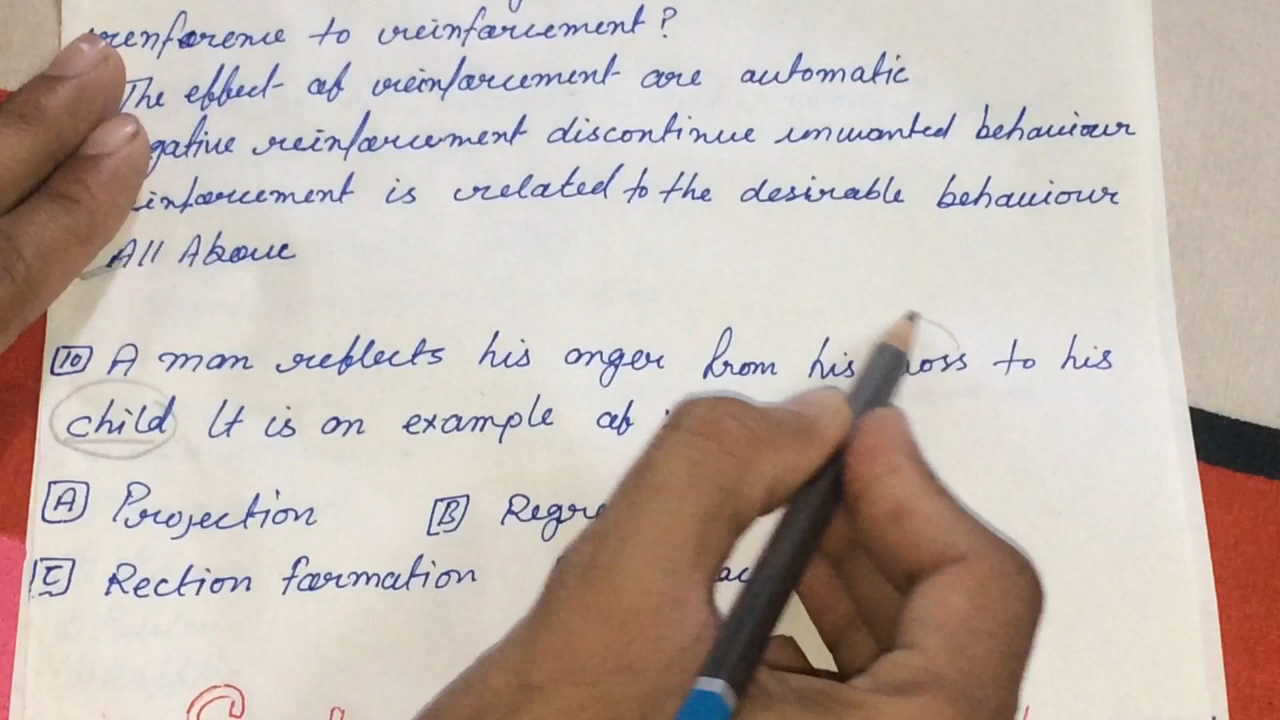 to reinforcement?
The effect of reinforcement are automatic
gative reinforcement discontinue unwanted behaviour
inforcement is related to the desirable behaviour
All Above
10 A man reflects his anger from his oss to his
child It is an example of
A Projection B Regre
C Rection formation ac